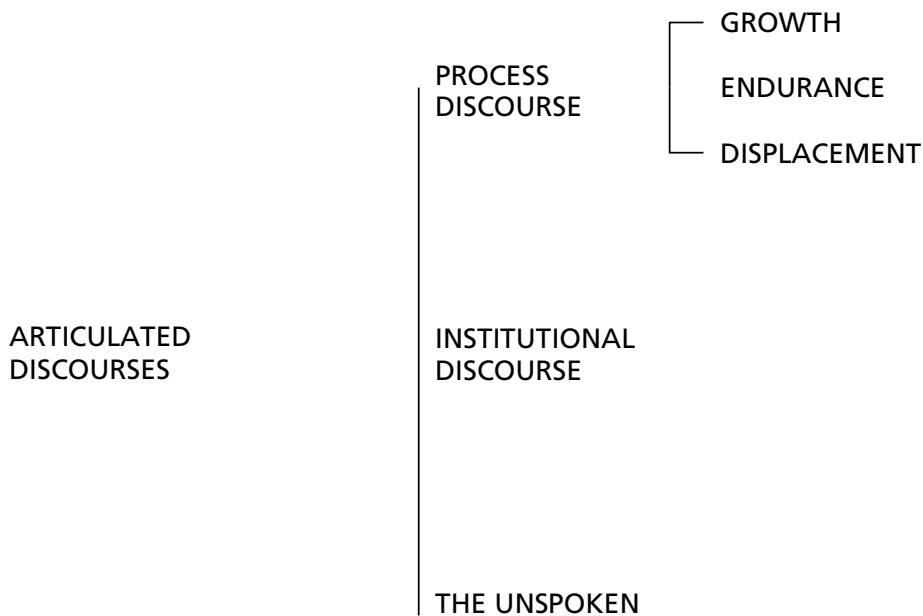 GROWTH
PROCESS
DISCOURSE
ENDURANCE
DISPLACEMENT
ARTICULATED
DISCOURSES
INSTITUTIONAL
DISCOURSE
THE UNSPOKEN